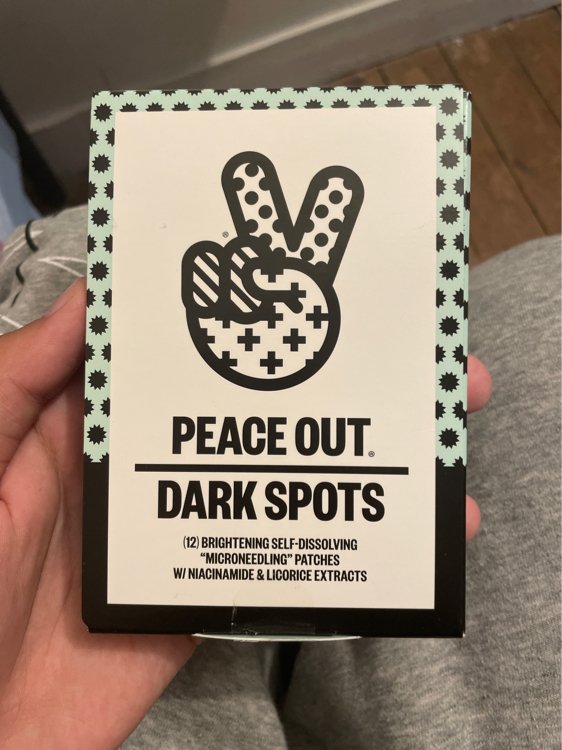 ®
PEACE OUT®
DARK SPOTS
(12) BRIGHTENING SELF-DISSOLVING
“MICRONEEDLING” PATCHES
W/ NIACINAMIDE & LICORICE EXTRACTS